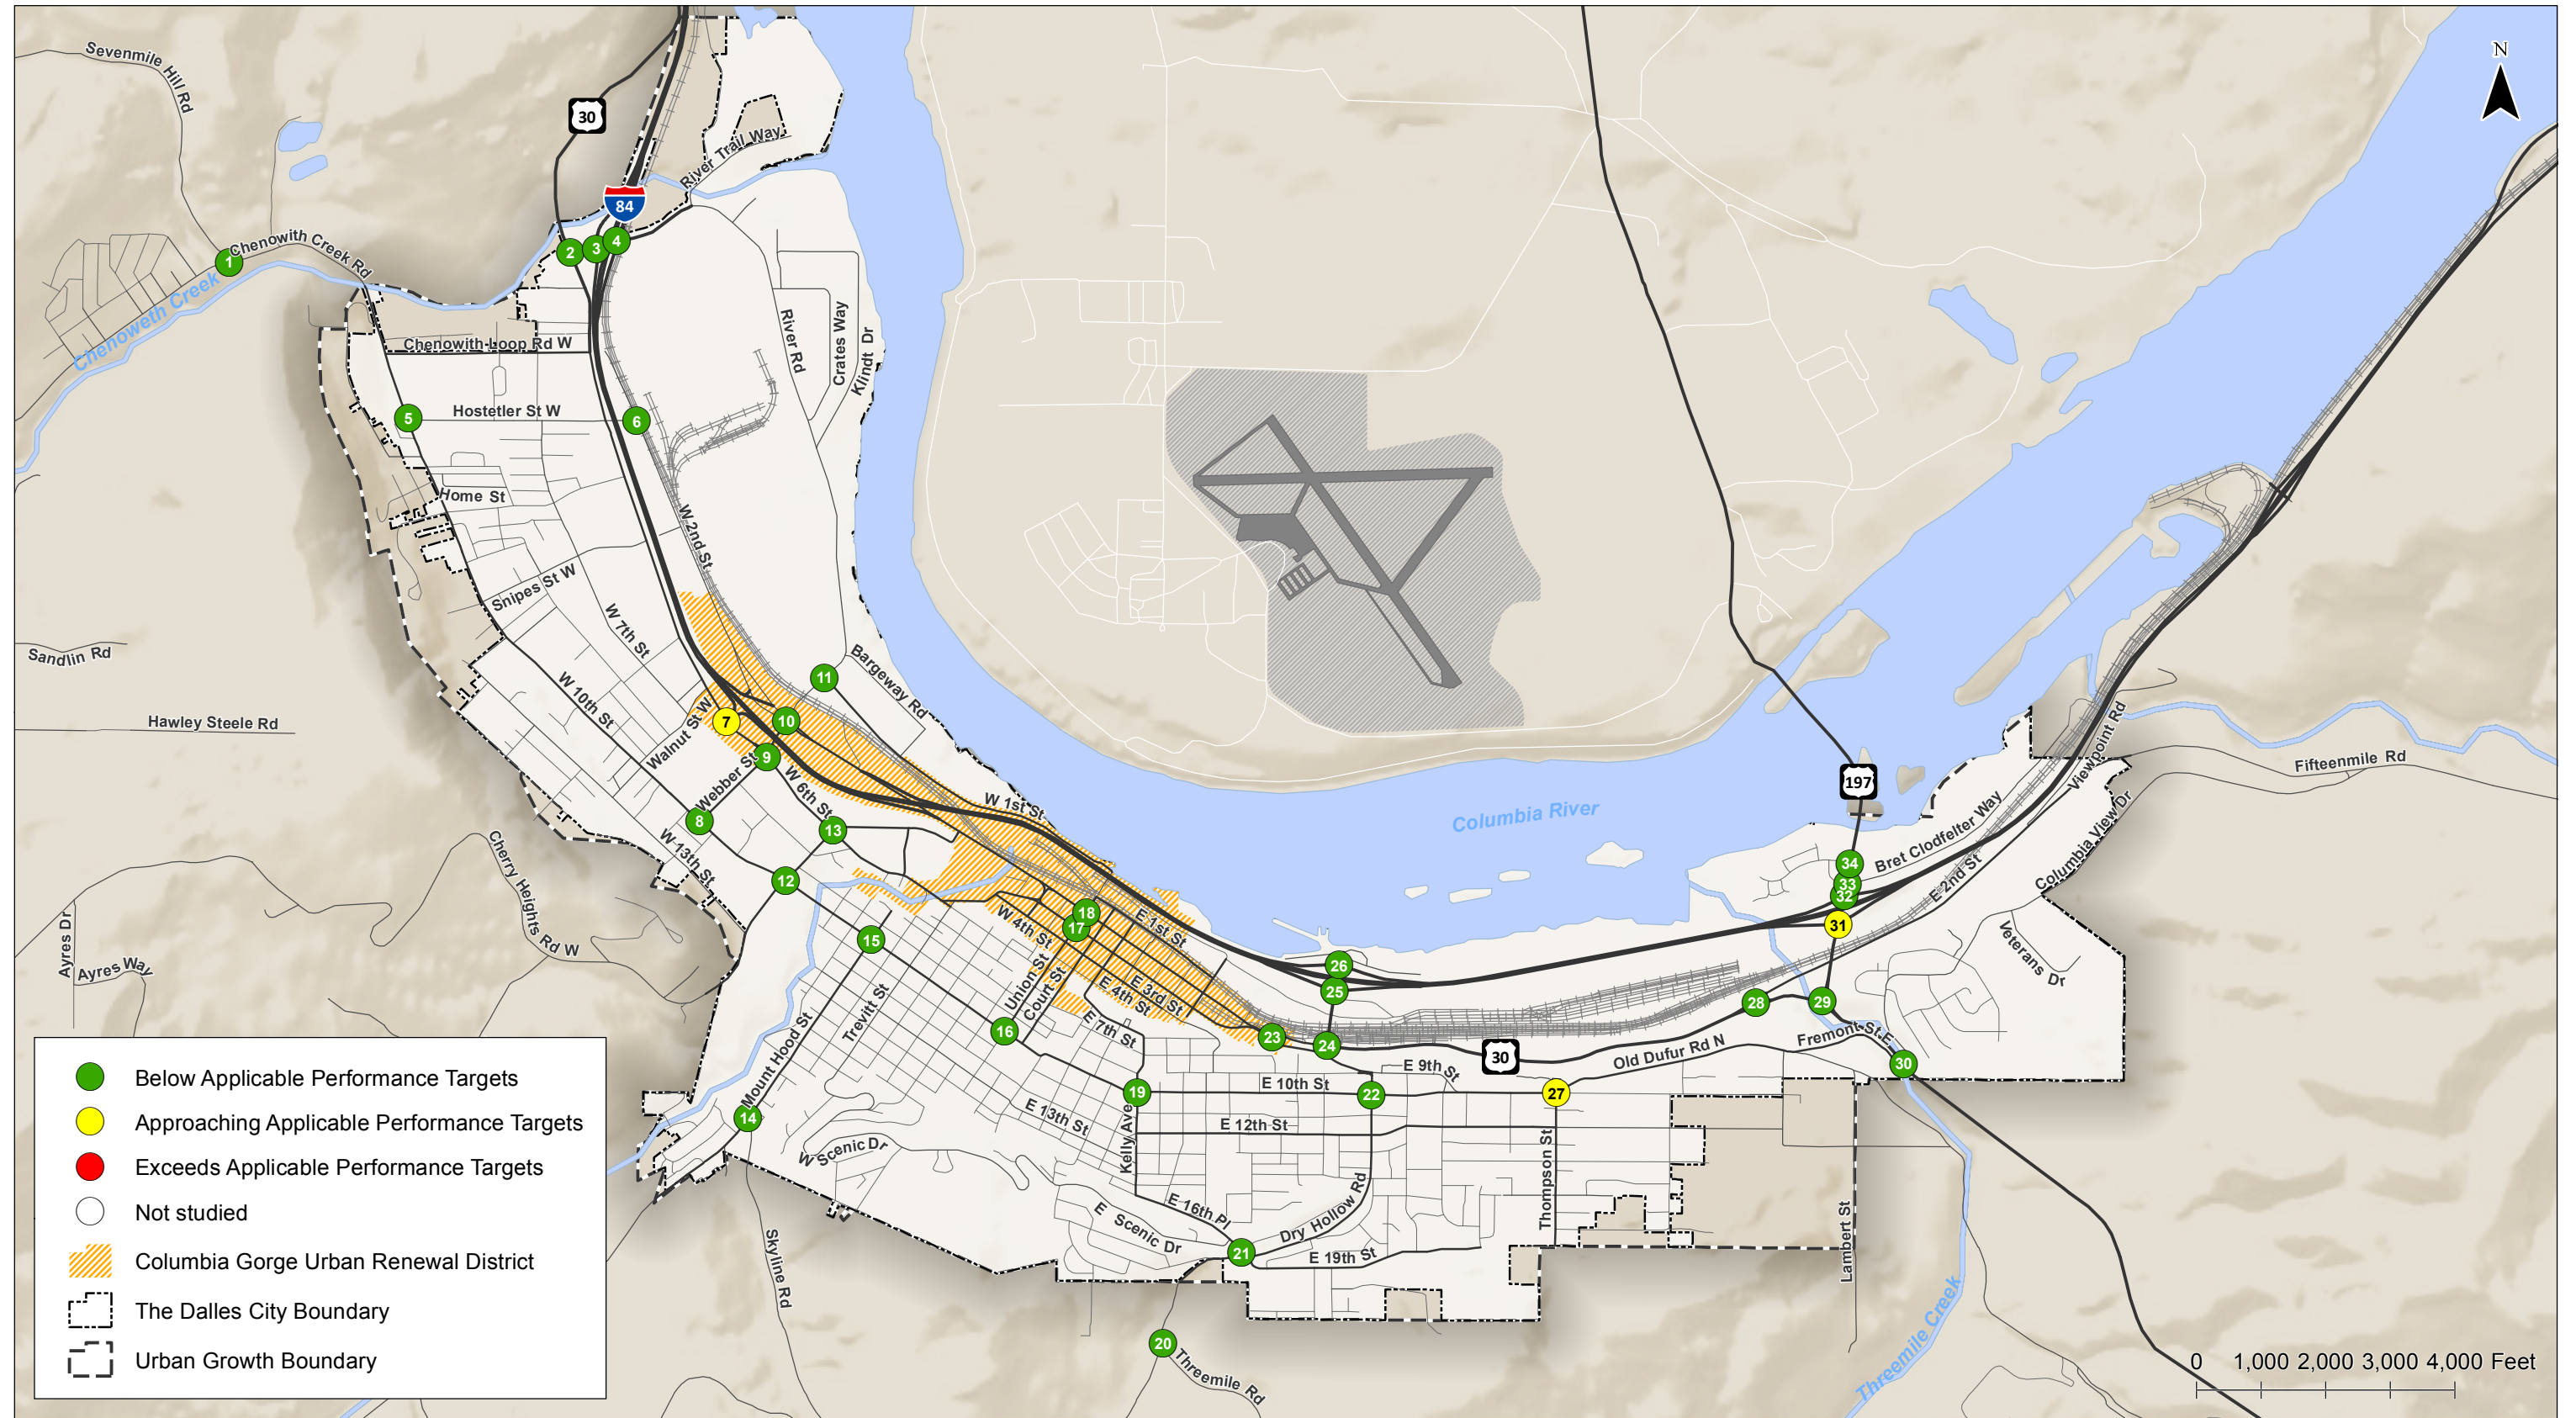 N
Sevenmile Hill Rd
30
River Trail Way
84
2
3
4
1
Chenowith Creek Rd
Chenoweth Creek
Chenowith Loop Rd W
River Rd
Crates Way
Klindt Dr
5
Hostetler St W
6
Home St
W 2nd St
Snipes St W
W 7th St
Sandlin Rd
11
Bargeway Rd
W 10th St
Hawley Steele Rd
Walnut St W
7
10
9
Webber St
W 6th St
8
13
W 1st St
Columbia River
197
Viewpoint Rd
Fifteenmile Rd
Bret Clodfelter Way
Columbia View Dr
E 2nd St
34
33
32
31
Cherry Heights Rd W
W 13th St
12
Ayres Dr
Ayres Way
15
18
17
W 4th St
E 1st St
Union St
Court St
E 3rd St
E 4th St
Veterans Dr
26
25
28
29
16
Trevitt St
E 7th St
23
24
30
E 9th St
Old Dufur Rd N
Fremont St E
30
Mount Hood St
14
19
E 10th St
22
27
E 13th St
Kelly Ave
E 12th St
Thompson St
W Scenic Dr
E 16th Pl
E Scenic Dr
Dry Hollow Rd
21
E 19th St
Lambert St
Skyline Rd
20
Threemile Rd
Threemile Creek
Below Applicable Performance Targets
Approaching Applicable Performance Targets
Exceeds Applicable Performance Targets
Not studied
Columbia Gorge Urban Renewal District
The Dalles City Boundary
Urban Growth Boundary
0 1,000 2,000 3,000 4,000 Feet